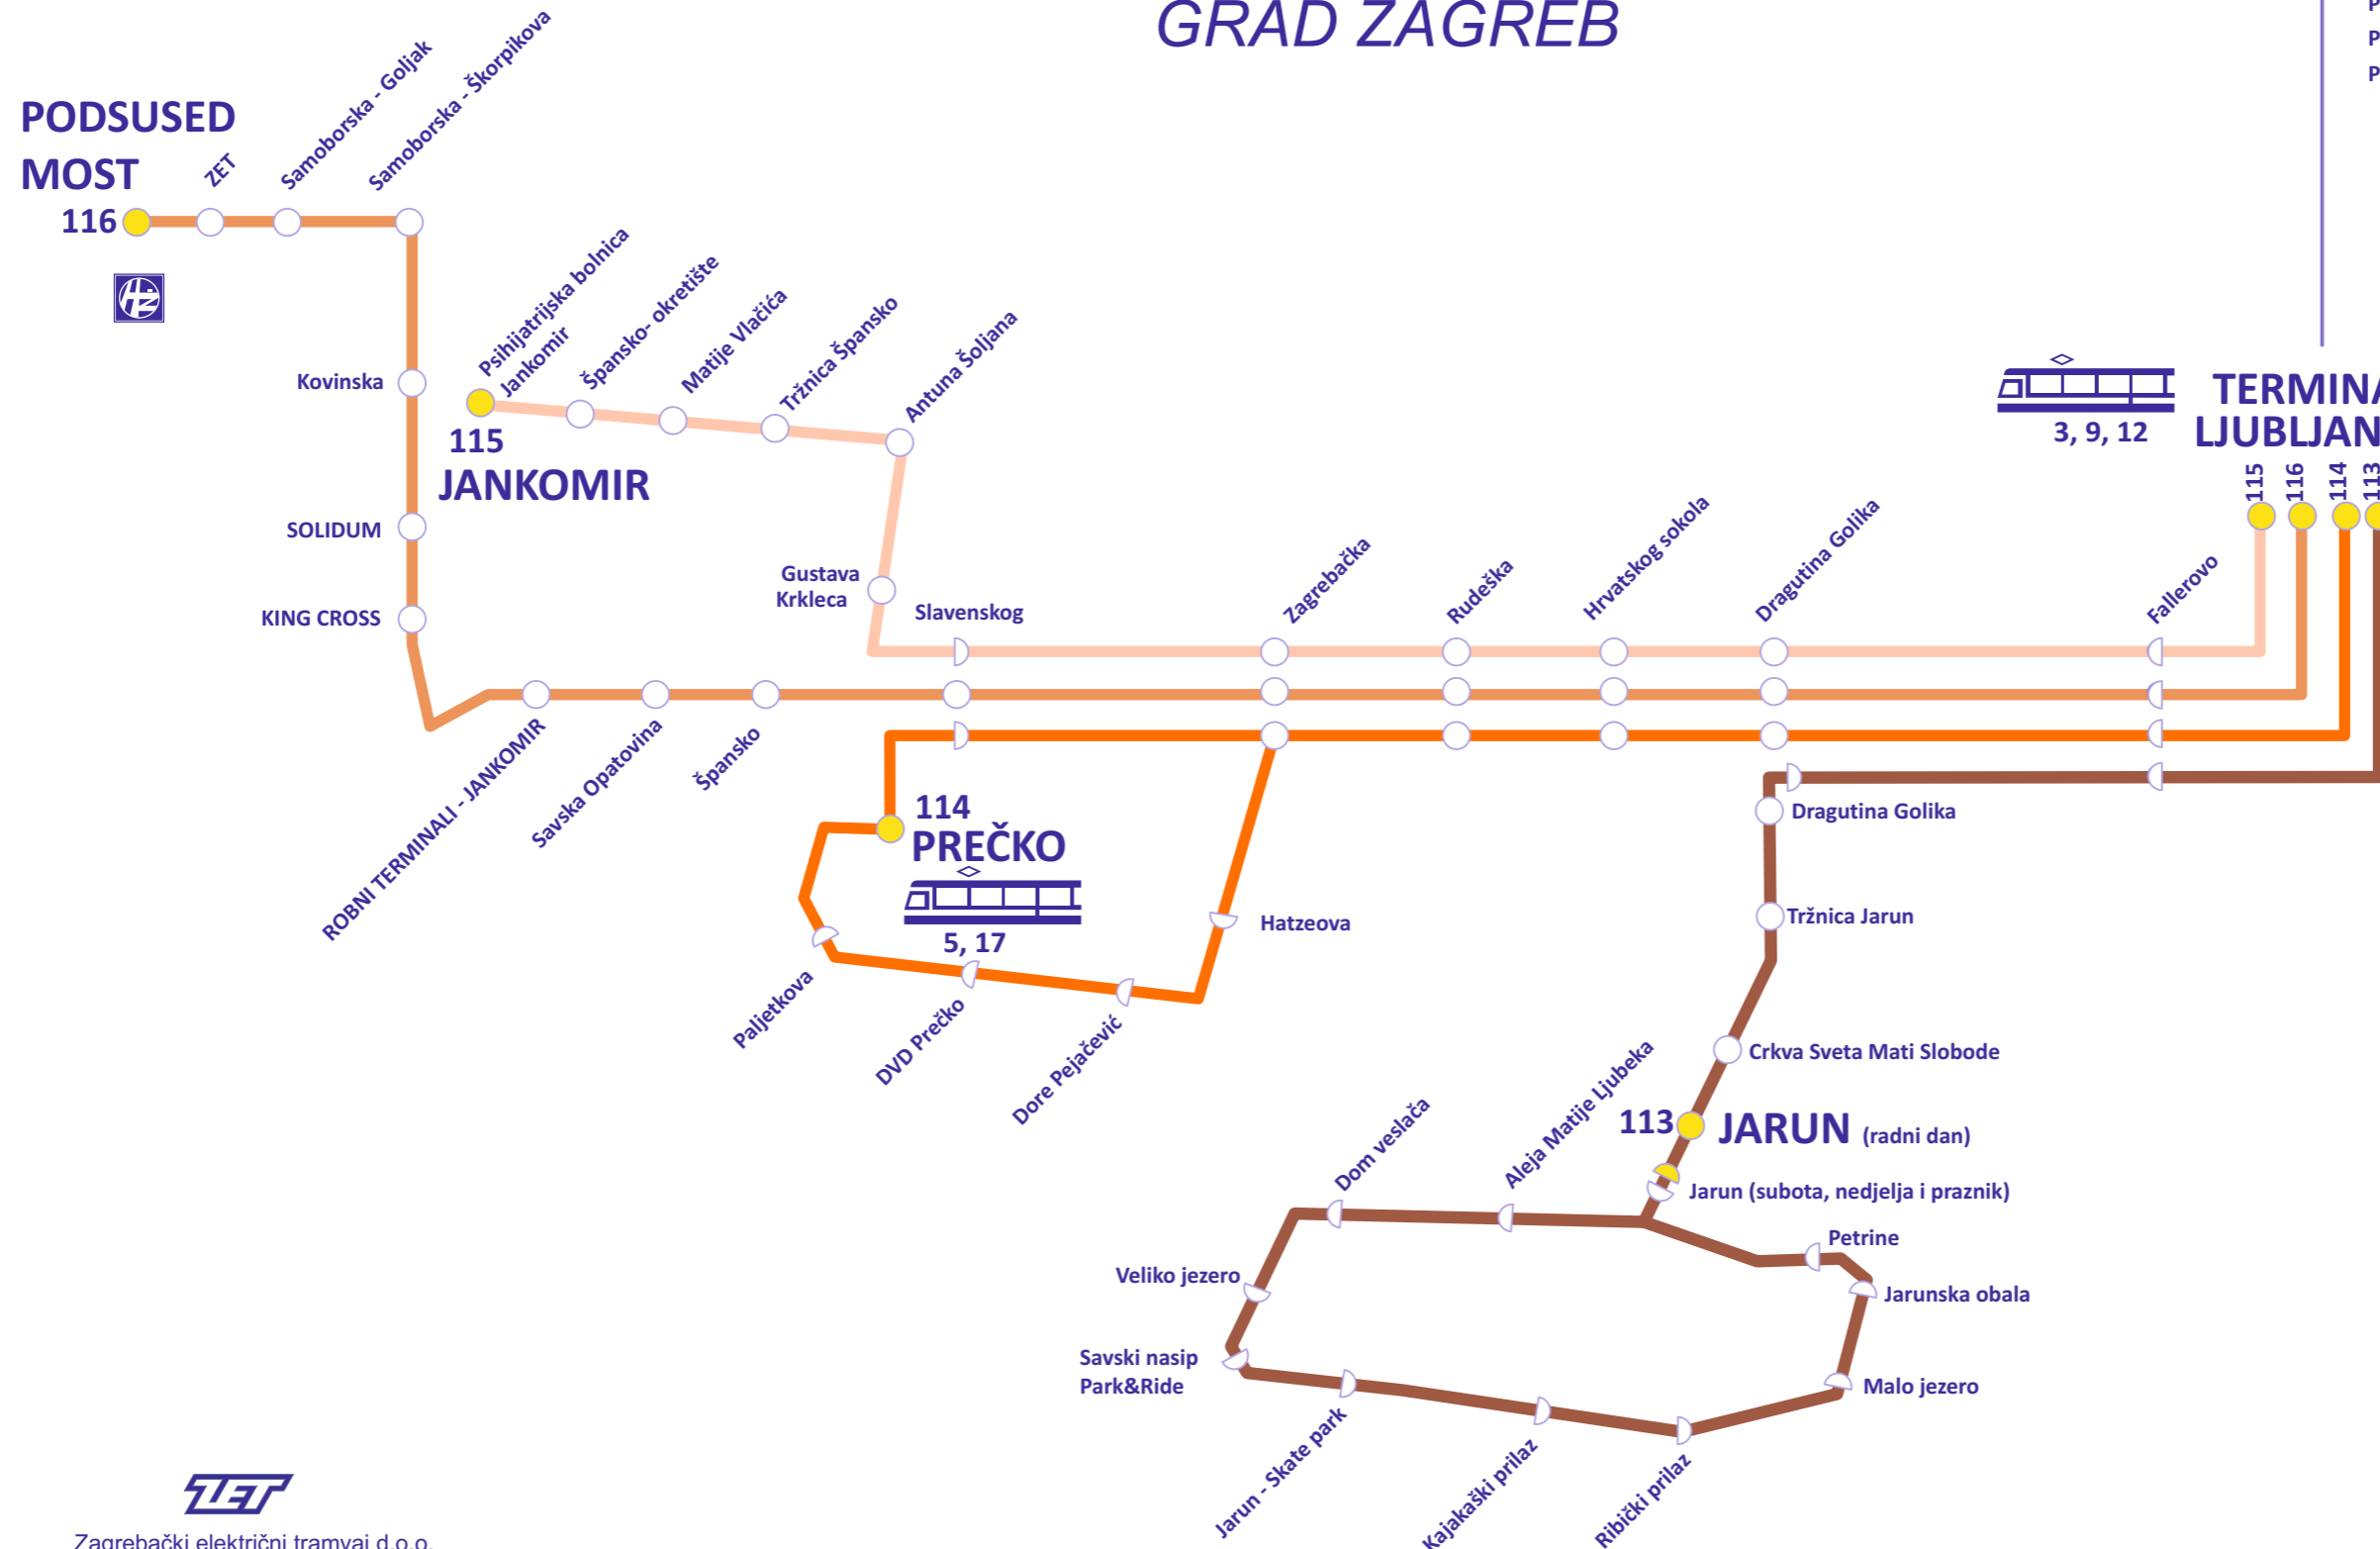 GRAD ZAGREB
P
P
P
PODSUSED
MOST
116
ZET
Samoborska - Goljak
Samoborska - Škorpikova
HŽ
Kovinska
SOLIDUM
KING CROSS
Psihijatrijska bolnica
Jankomir
Špansko- okretište
Matije Vlačića
Tržnica Špansko
Antuna Šoljana
115
JANKOMIR
3, 9, 12
TERMINA
LJUBLJAN
115
116
114
113
Gustava
Krkleca
Slavenskog
Zagrebačka
Rudeška
Hrvatskog sokola
Dragutina Golika
Fallerovo
ROBNI TERMINALI - JANKOMIR
Savska Opatovina
Špansko
114
PREČKO
5, 17
Paljetkova
DVD Prečko
Dore Pejačević
Hatzeova
Dragutina Golika
Tržnica Jarun
Crkva Sveta Mati Slobode
113
JARUN (radni dan)
Jarun (subota, nedjelja i praznik)
Dom veslača
Aleja Matije Ljubeka
Petrine
Jarunska obala
Malo jezero
Veliko jezero
Savski nasip
Park&Ride
Jarun - Skate park
Kajakaški prilaz
Ribički prilaz
ZET
Zagrebački električni tramvaj d.o.o.